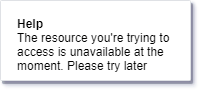 Help
The resource you're trying to
access is unavailable at the
moment. Please try later